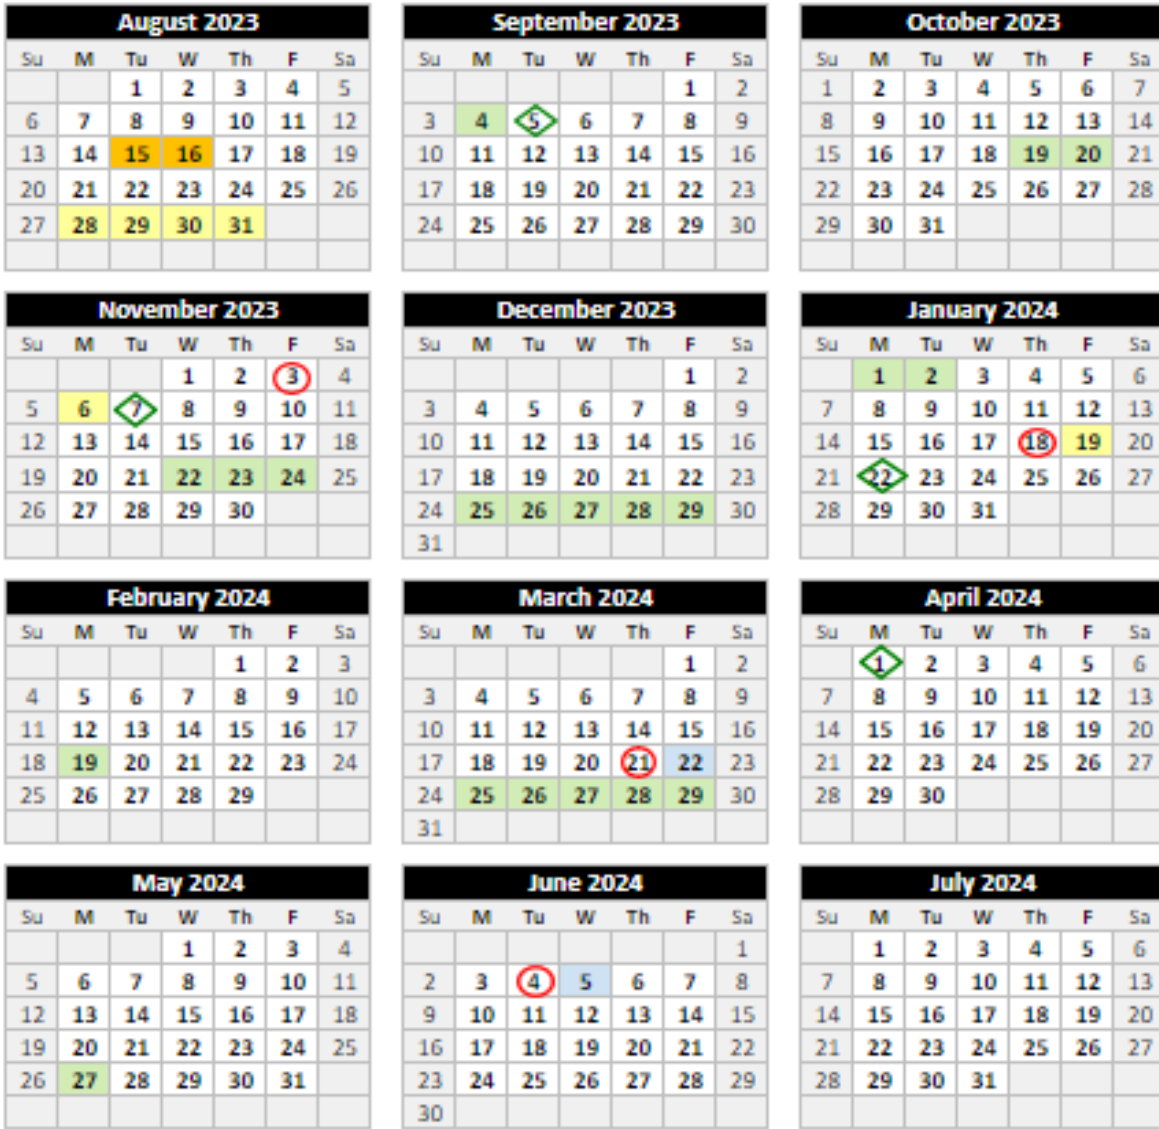 August 2023
Su M Tu W Th F Sa
1 2 3 4 5
6 7 8 9 10 11 12
13 14 15 16 17 18 19
20 21 22 23 24 25 26
27 28 29 30 31
September 2023
Su M Tu W Th F Sa
1 2
3 4 5 6 7 8 9
10 11 12 13 14 15 16
17 18 19 20 21 22 23
24 25 26 27 28 29 30
October 2023
Su M Tu W Th F Sa
1 2 3 4 5 6 7
8 9 10 11 12 13 14
15 16 17 18 19 20 21
22 23 24 25 26 27 28
29 30 31
November 2023
Su M Tu W Th F Sa
1 2 3 4
5 6 7 8 9 10 11
12 13 14 15 16 17 18
19 20 21 22 23 24 25
26 27 28 29 30
December 2023
Su M Tu W Th F Sa
1 2
3 4 5 6 7 8 9
10 11 12 13 14 15 16
17 18 19 20 21 22 23
24 25 26 27 28 29 30
31
January 2024
Su M Tu W Th F Sa
1 2 3 4 5 6
7 8 9 10 11 12 13
14 15 16 17 18 19 20
21 22 23 24 25 26 27
28 29 30 31
February 2024
Su M Tu W Th F Sa
1 2 3
4 5 6 7 8 9 10
11 12 13 14 15 16 17
18 19 20 21 22 23 24
25 26 27 28 29
March 2024
Su M Tu W Th F Sa
1 2
3 4 5 6 7 8 9
10 11 12 13 14 15 16
17 18 19 20 21 22 23
24 25 26 27 28 29 30
31
April 2024
Su M Tu W Th F Sa
1 2 3 4 5 6
7 8 9 10 11 12 13
14 15 16 17 18 19 20
21 22 23 24 25 26 27
28 29 30
May 2024
Su M Tu W Th F Sa
1 2 3 4
5 6 7 8 9 10 11
12 13 14 15 16 17 18
19 20 21 22 23 24 25
26 27 28 29 30 31
June 2024
Su M Tu W Th F Sa
1
2 3 4 5 6 7 8
9 10 11 12 13 14 15
16 17 18 19 20 21 22
23 24 25 26 27 28 29
30
July 2024
Su M Tu W Th F Sa
1 2 3 4 5 6
7 8 9 10 11 12 13
14 15 16 17 18 19 20
21 22 23 24 25 26 27
28 29 30 31